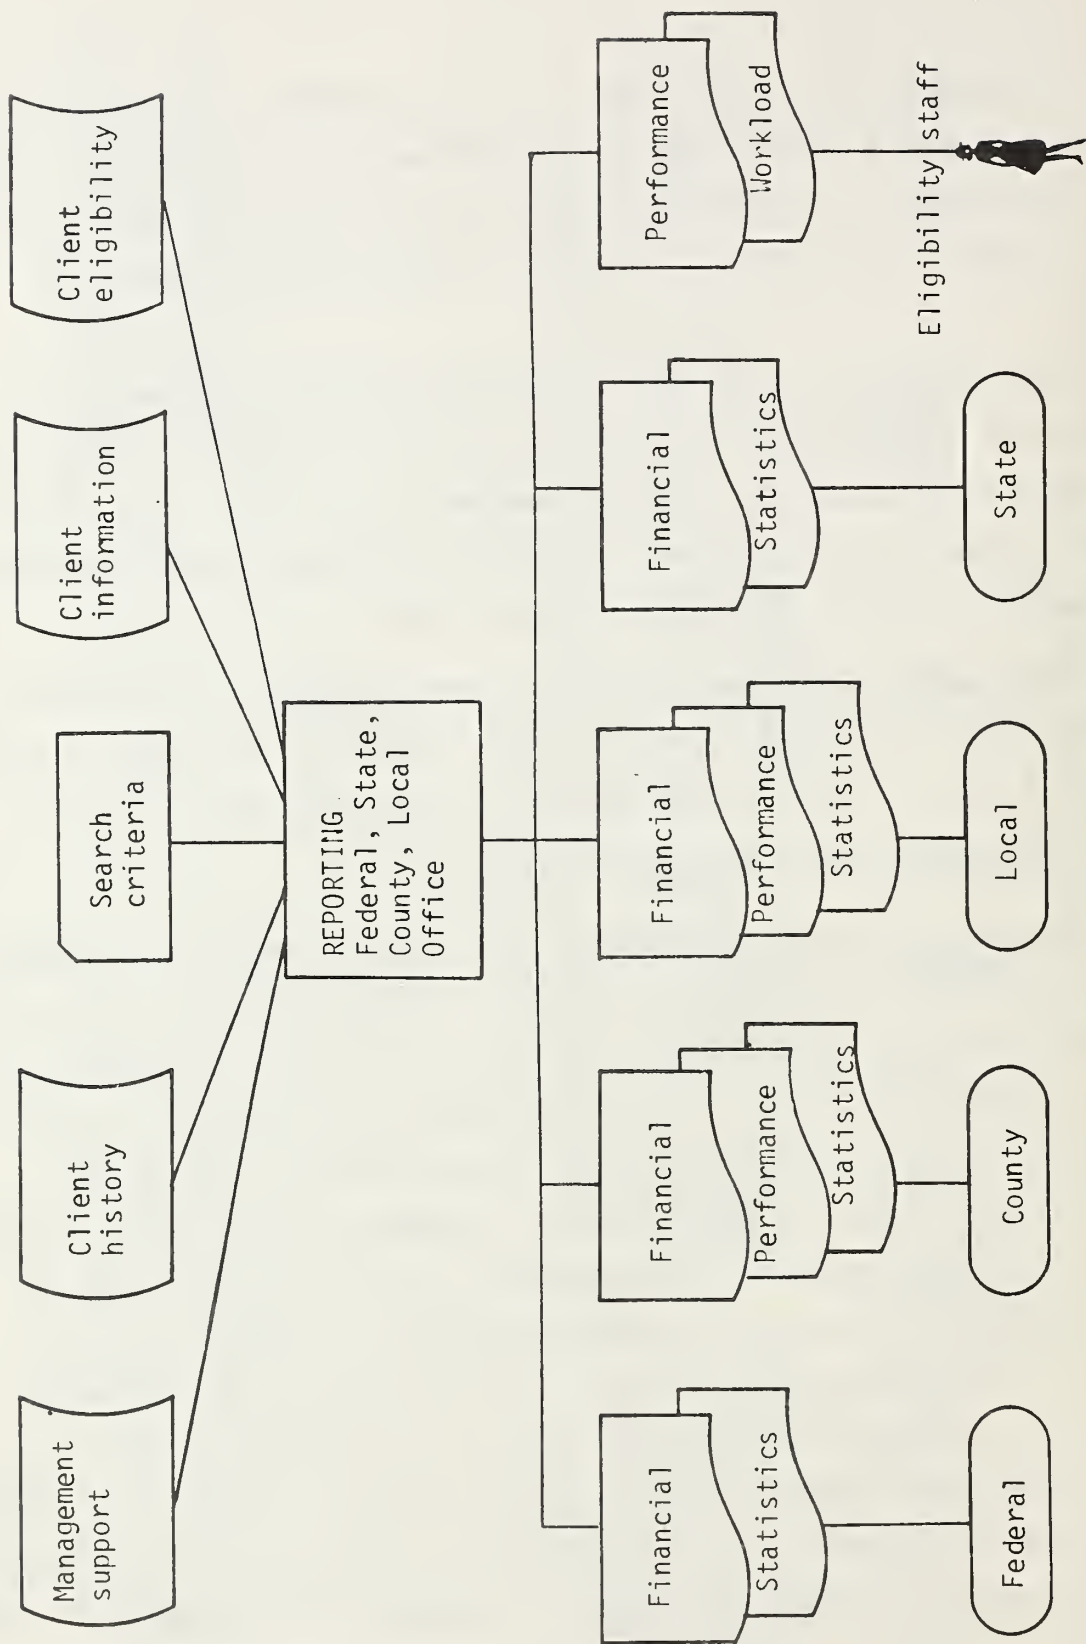 Management
support
Client
history
Search
criteria
Client
information
Client
eligibility
REPORTING
Federal, State,
County, Local
Office
Financial
Statistics
Federal
Financial
Performance
Statistics
County
Financial
Performance
Statistics
Local
Financial
Statistics
State
Performance
Workload
Eligibility staff